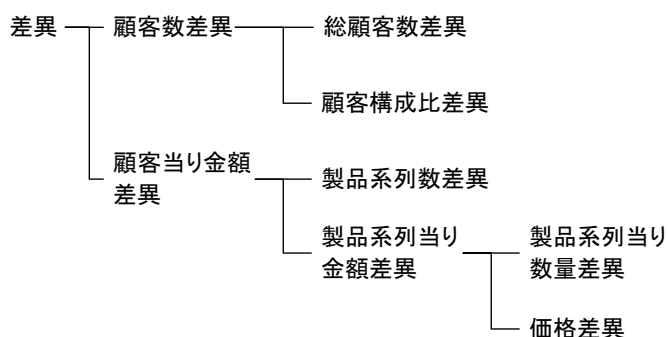 差異
顧客数差異
総顧客数差異
顧客構成比差異
顧客当り金額
差異
製品系列数差異
製品系列当り
金額差異
製品系列当り
数量差異
価格差異